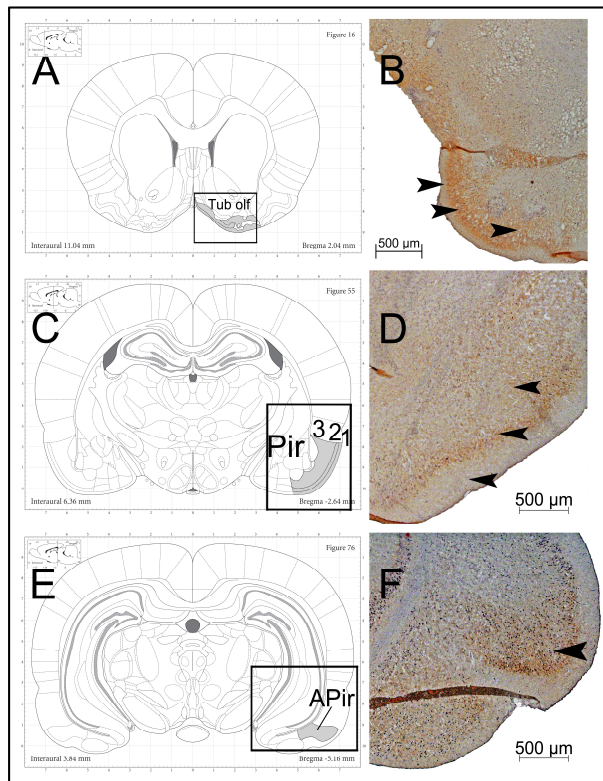 Figure 16
A
Tub olf
Interaural 11.04 mm
Bregma 2.04 mm
B
500 µm
Figure 55
C
Pir
3 2 1
Interaural 6.36 mm
Bregma -2.64 mm
D
500 µm
Figure 76
E
APir
Interaural 3.84 mm
Bregma -5.16 mm
F
500 µm